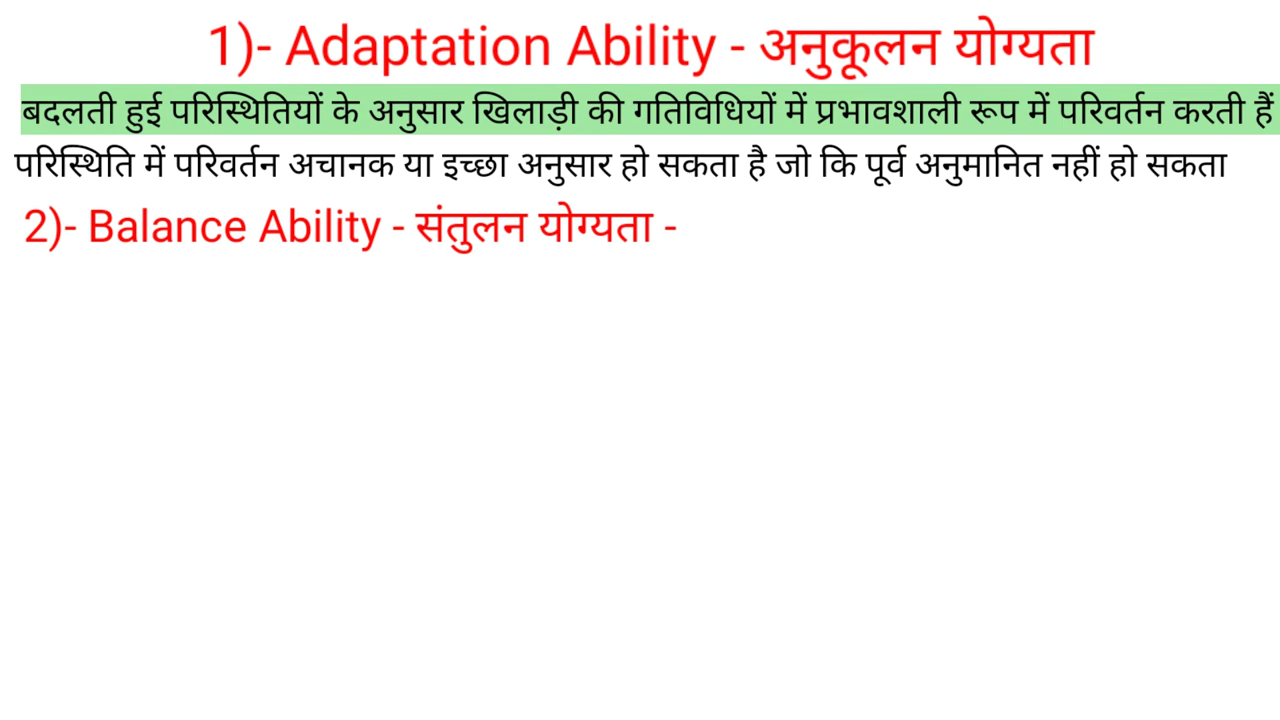 1)- Adaptation Ability - अनुकूलन योग्यता
बदलती हुई परिस्थितियों के अनुसार खिलाड़ी की गतिविधियों में प्रभावशाली रूप में परिवर्तन करती हैं
परिस्थिति में परिवर्तन अचानक या इच्छा अनुसार हो सकता है जो कि पूर्व अनुमानित नहीं हो सकता
2)- Balance Ability - संतुलन योग्यता -